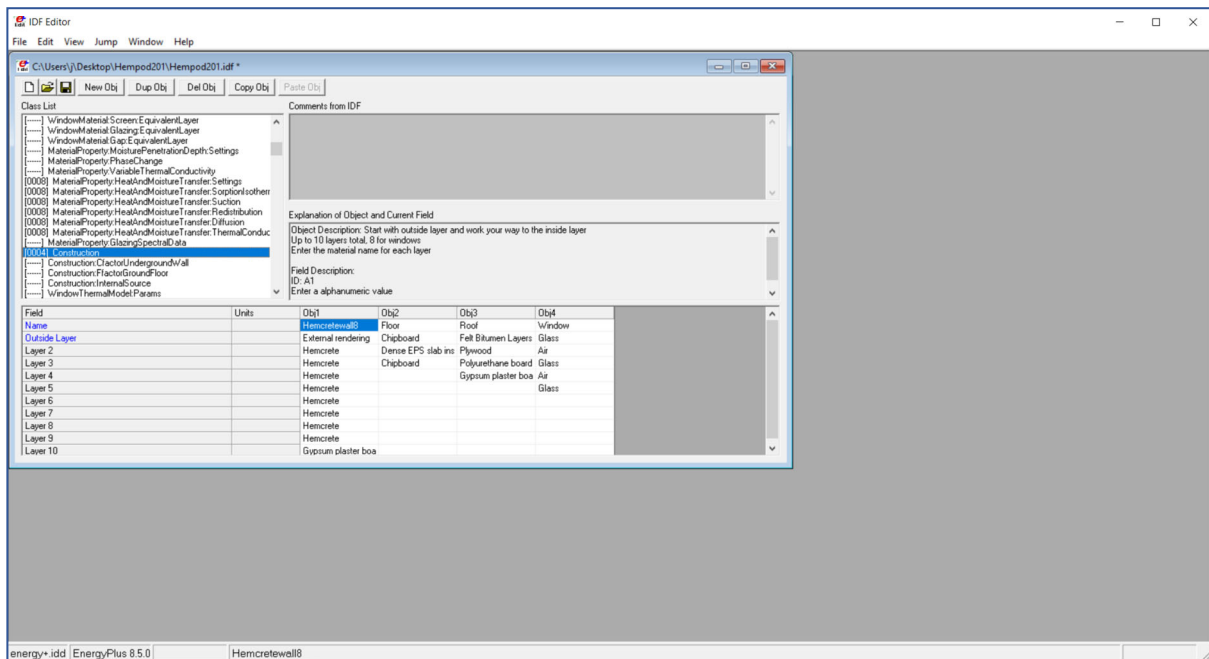 IDF Editor
File Edit View Jump Window Help
C:\Users\j\Desktop\Hempod201\Hempod201.idf *
New Obj Dup Obj Del Obj Copy Obj Paste Obj
Class List
Comments from IDF
[------] WindowMaterial:Screen:EquivalentLayer
[------] WindowMaterial:Glazing:EquivalentLayer
[------] WindowMaterial:Gap:EquivalentLayer
[------] MaterialProperty:MoisturePenetrationDepth:Settings
[------] MaterialProperty:PhaseChange
[------] MaterialProperty:VariableThermalConductivity
[0008] MaterialProperty:HeatAndMoistureTransfer:Settings
[0008] MaterialProperty:HeatAndMoistureTransfer:SorptionIsotherm
[0008] MaterialProperty:HeatAndMoistureTransfer:Suction
[0008] MaterialProperty:HeatAndMoistureTransfer:Redistribution
[0008] MaterialProperty:HeatAndMoistureTransfer:Diffusion
[0008] MaterialProperty:HeatAndMoistureTransfer:ThermalConduc
[------] MaterialProperty:GlazingSpectralData
[0004] Construction
[------] Construction:CfactorUndergroundWall
[------] Construction:FfactorGroundFloor
[------] Construction:InternalSource
[------] WindowThermalModel:Params
Explanation of Object and Current Field
Object Description: Start with outside layer and work your way to the inside layer
Up to 10 layers total, 8 for windows
Enter the material name for each layer
Field Description:
ID: A1
Enter a alphanumeric value
Field Units Obj1 Obj2 Obj3 Obj4
Name Hemcretewall8 Floor Roof Window
Outside Layer External rendering Chipboard Felt Bitumen Layers Glass
Layer 2 Hemcrete Dense EPS slab ins Plywood Air
Layer 3 Hemcrete Chipboard Polyurethane board Glass
Layer 4 Hemcrete Gypsum plaster boa Air
Layer 5 Hemcrete Glass
Layer 6 Hemcrete
Layer 7 Hemcrete
Layer 8 Hemcrete
Layer 9 Hemcrete
Layer 10 Gypsum plaster boa
energy+.idd EnergyPlus 8.5.0 Hemcretewall8